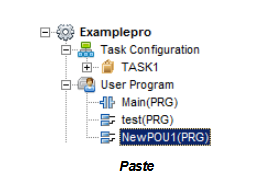 Examplepro
Task Configuration
TASK1
User Program
Main(PRG)
test(PRG)
NewPOU1(PRG)
Paste